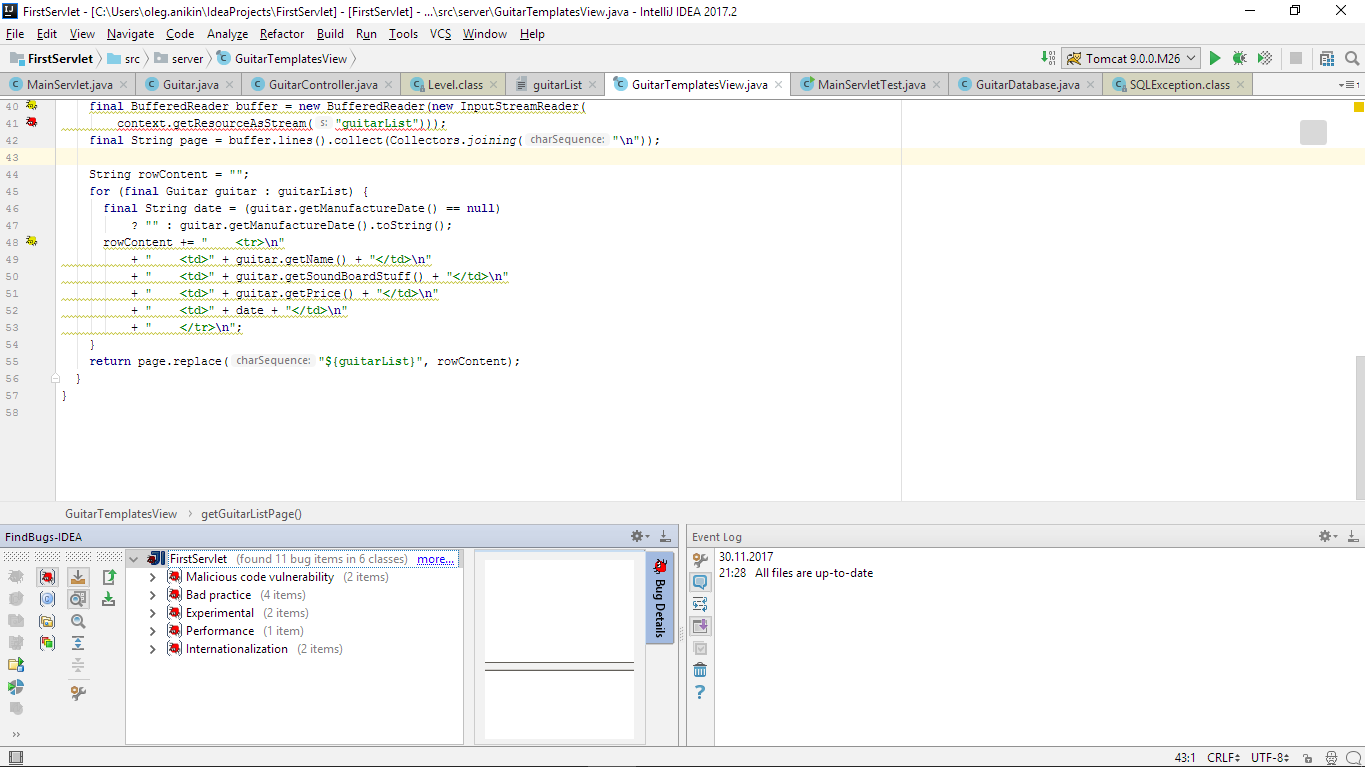 FirstServlet - [C:\Users\oleg.anikin\IdeaProjects\FirstServlet] - [FirstServlet] - ...\src\server\GuitarTemplatesView.java - IntelliJ IDEA 2017.2
File Edit View Navigate Code Analyze Refactor Build Run Tools VCS Window Help
FirstServlet src server GuitarTemplatesView Tomcat 9.0.0.M26
MainServlet.java Guitar.java GuitarController.java Level.class guitarList GuitarTemplatesView.java MainServletTest.java GuitarDatabase.java SQLException.class
40 final BufferedReader buffer = new BufferedReader(new InputStreamReader(
41 context.getResourceAsStream( s: "guitarList")));
42 final String page = buffer.lines().collect(Collectors.joining( charSequence: "\n"));
43
44 String rowContent = "";
45 for (final Guitar guitar : guitarList) {
46 final String date = (guitar.getManufactureDate() == null)
47 ? "" : guitar.getManufactureDate().toString();
48 rowContent += "    <tr>\n"
49 + "    <td>" + guitar.getName() + "</td>\n"
50 + "    <td>" + guitar.getSoundBoardStuff() + "</td>\n"
51 + "    <td>" + guitar.getPrice() + "</td>\n"
52 + "    <td>" + date + "</td>\n"
53 + "    </tr>\n";
54 }
55 return page.replace( charSequence: "${guitarList}", rowContent);
56 }
57 }
58
GuitarTemplatesView › getGuitarListPage()
FindBugs-IDEA
FirstServlet (found 11 bug items in 6 classes) more...
Malicious code vulnerability (2 items)
Bad practice (4 items)
Experimental (2 items)
Performance (1 item)
Internationalization (2 items)
Bug Details
Event Log
30.11.2017
21:28 All files are up-to-date
43:1 CRLF UTF-8